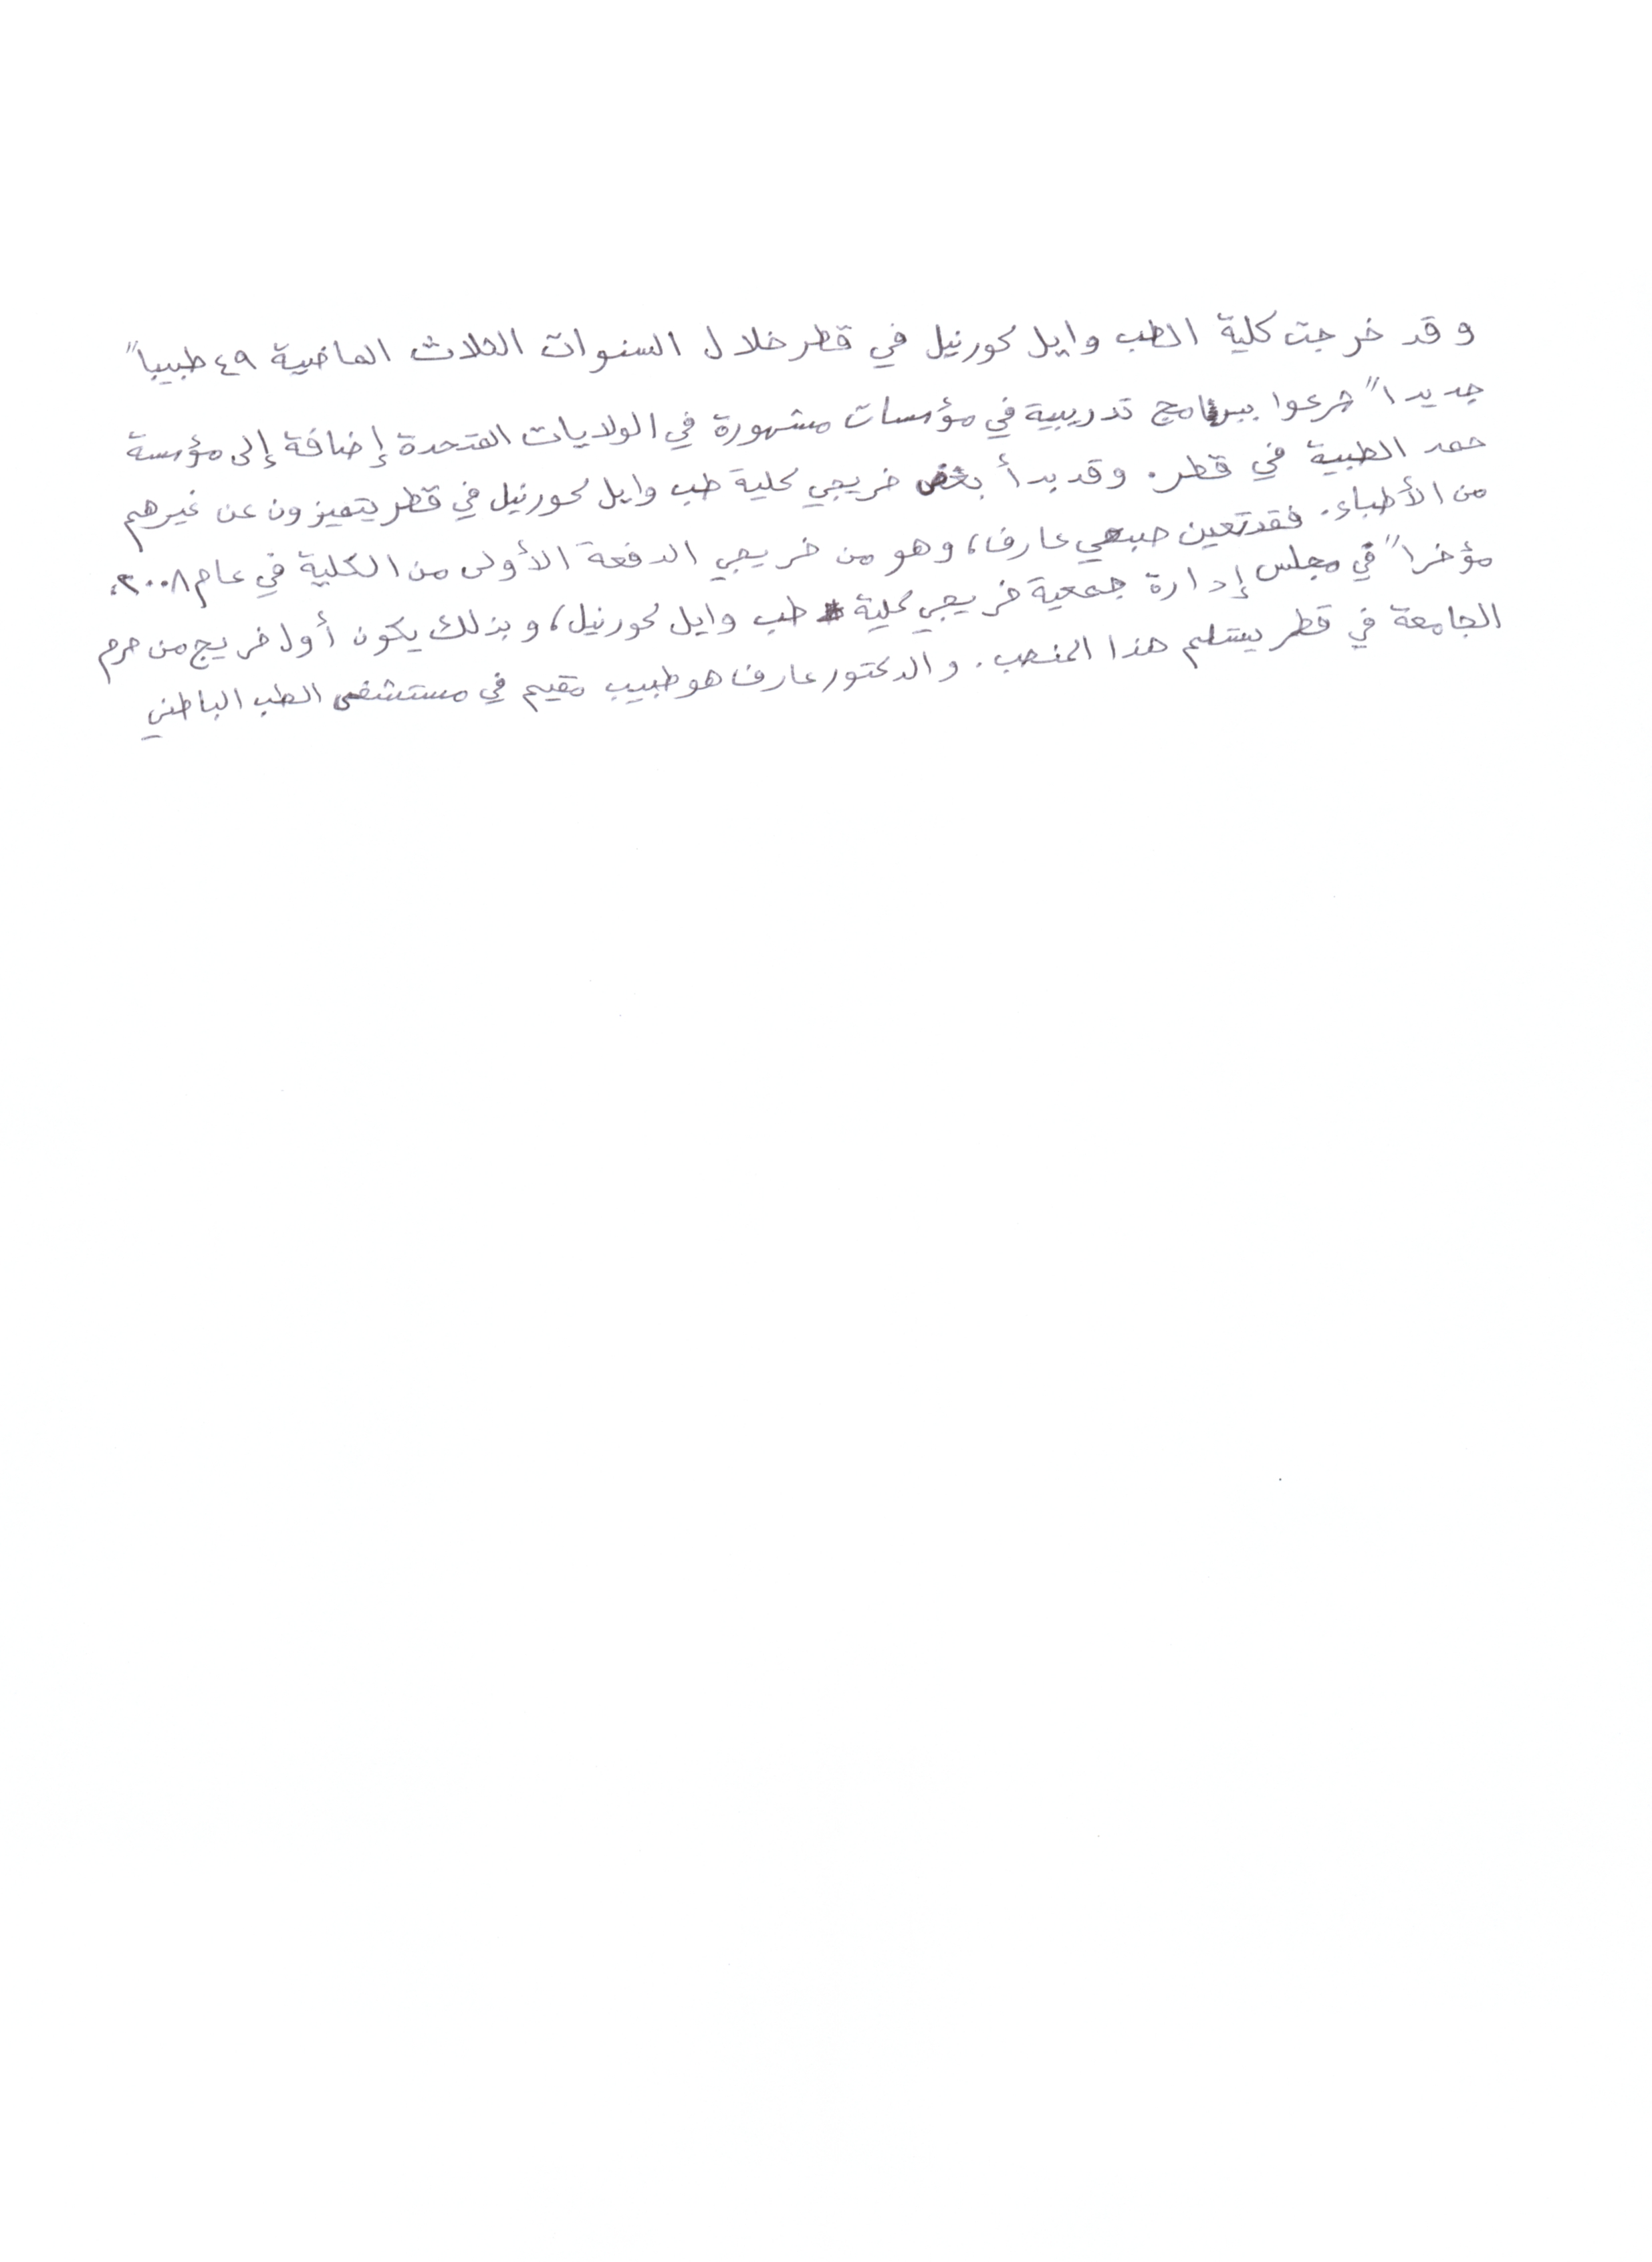 وقد خرجت كلية الطب وايل كورنيل في قطر خلال السنوات الثلاث الماضية ٤٩ طبيباً
جديداً شرعوا ببرنامج تدريبية في مؤسسات مشهورة في الولايات المتحدة إضافة إلى مؤسسة
حمد الطبية في قطر. وقد بدأ بعض خريجي كلية طب وايل كورنيل في قطر يتميزون عن غيرهم
من الأطباء. فقد تعين صبحي عارف، وهو من خريجي الدفعة الأولى من الكلية في عام ٢٠٠٨،
مؤخراً في مجلس إدارة جمعية خريجي كلية طب وايل كورنيل، وبذلك يكون أول خريج من حرم
الجامعة في قطر يستلم هذا المنصب. والدكتور عارف هو طبيب مقيم في مستشفى الطب الباطني